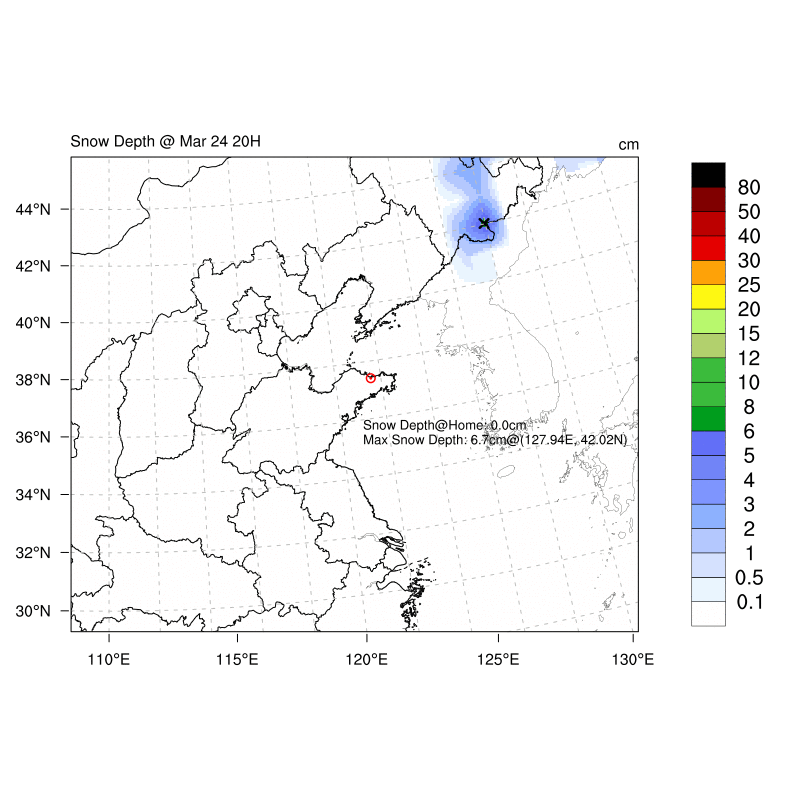 Snow Depth @ Mar 24 20H
cm
44°N
42°N
40°N
38°N
36°N
34°N
32°N
30°N
110°E
115°E
120°E
125°E
130°E
Snow Depth@Home: 0.0cm
Max Snow Depth: 6.7cm@(127.94E, 42.02N)
80
50
40
30
25
20
15
12
10
8
6
5
4
3
2
1
0.5
0.1